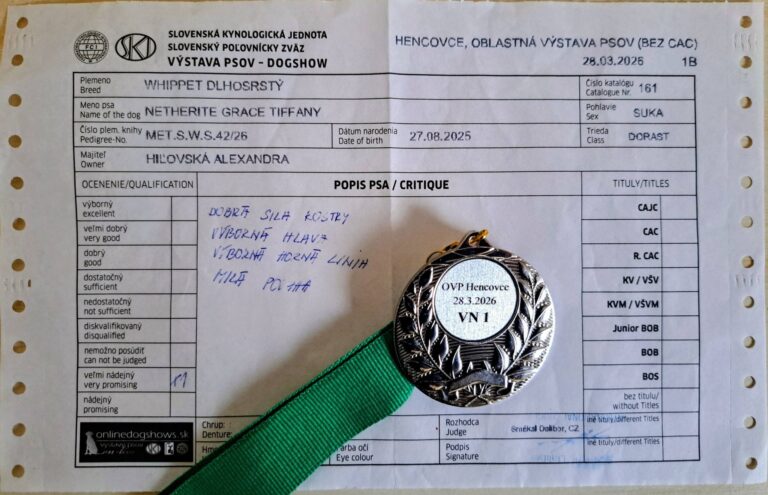 FCI
SKJ
SLOVENSKÁ KYNOLOGICKÁ JEDNOTA
SLOVENSKÝ POĽOVNÍCKY ZVÄZ
VÝSTAVA PSOV - DOGSHOW
HENCOVCE, OBLASTNÁ VÝSTAVA PSOV (BEZ CAC)
28.03.2026 1B
Plemeno
Breed
WHIPPET DLHOSRSTÝ
Číslo katalógu
Catalogue Nr. 161
Meno psa
Name of the dog NETHERITE GRACE TIFFANY
Pohlavie
Sex
SUKA
Číslo plem. knihy
Pedigree-No. MET.S.W.S.42/26
Dátum narodenia
Date of birth
27.08.2025
Trieda
Class
DORAST
Majiteľ
Owner
HIĽOVSKÁ ALEXANDRA
OCENENIE/QUALIFICATION
POPIS PSA / CRITIQUE
TITULY/TITLES
výborný
excellent
veľmi dobrý
very good
dobrý
good
dostatočný
sufficient
nedostatočný
not sufficient
diskvalifikovaný
disqualified
nemožno posúdiť
can not be judged
veľmi nádejný
very promising
nádejný
promising
DOBRÁ SILA KOSTRY
VÝBORNÁ HLAVA
VÝBORNÁ HORNÁ LÍNIA
MILÁ POVAHA
OVP Hencovce
28.3.2026
VN 1
CAJC
CAC
R. CAC
KV / VŠV
KVM / VŠVM
Junior BOB
BOB
BOS
bez titulu/
without Titles
iné tituly/different Titles
iné tituly/different Titles
onlinedogshows.sk
Chrup:
Denture:
Farba očí
Eye colour
Rozhodca
Judge
Smékal Dalibor, CZ
Podpis
Signature